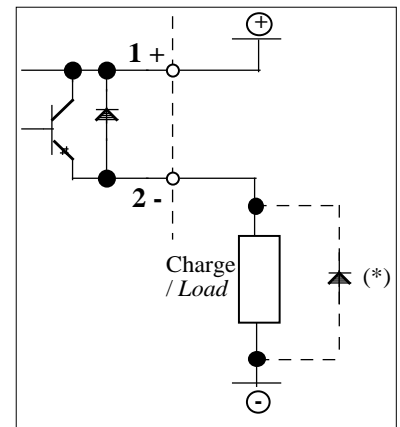 +
1 +
2 -
Charge
/ Load
(*)
-